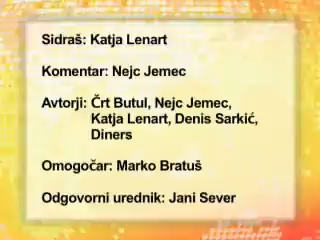 Sidraš: Katja Lenart
Komentar: Nejc Jemec
Avtorji: Črt Butul, Nejc Jemec,
Katja Lenart, Denis Sarkić,
Diners
Omogočar: Marko Bratuš
Odgovorni urednik: Jani Sever